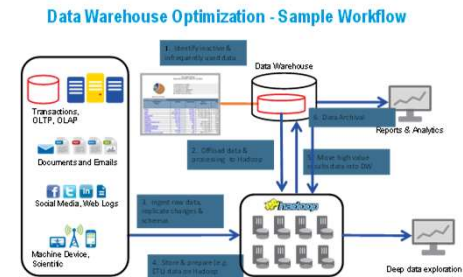 Data Warehouse Optimization - Sample Workflow
1. Identify inactive &
infrequently used data
Data Warehouse
Transactions,
OLTP, OLAP
6. Data Archival
Reports & Analytics
2. Offload data &
processing to Hadoop
5. Move high value
results data into DW
Documents and Emails
Social Media, Web Logs
3. Ingest raw data,
replicate changes &
schemas
hadoop
Machine Device,
Scientific
4. Store & prepare (e.g.
ETL) data on Hadoop
Deep data exploration